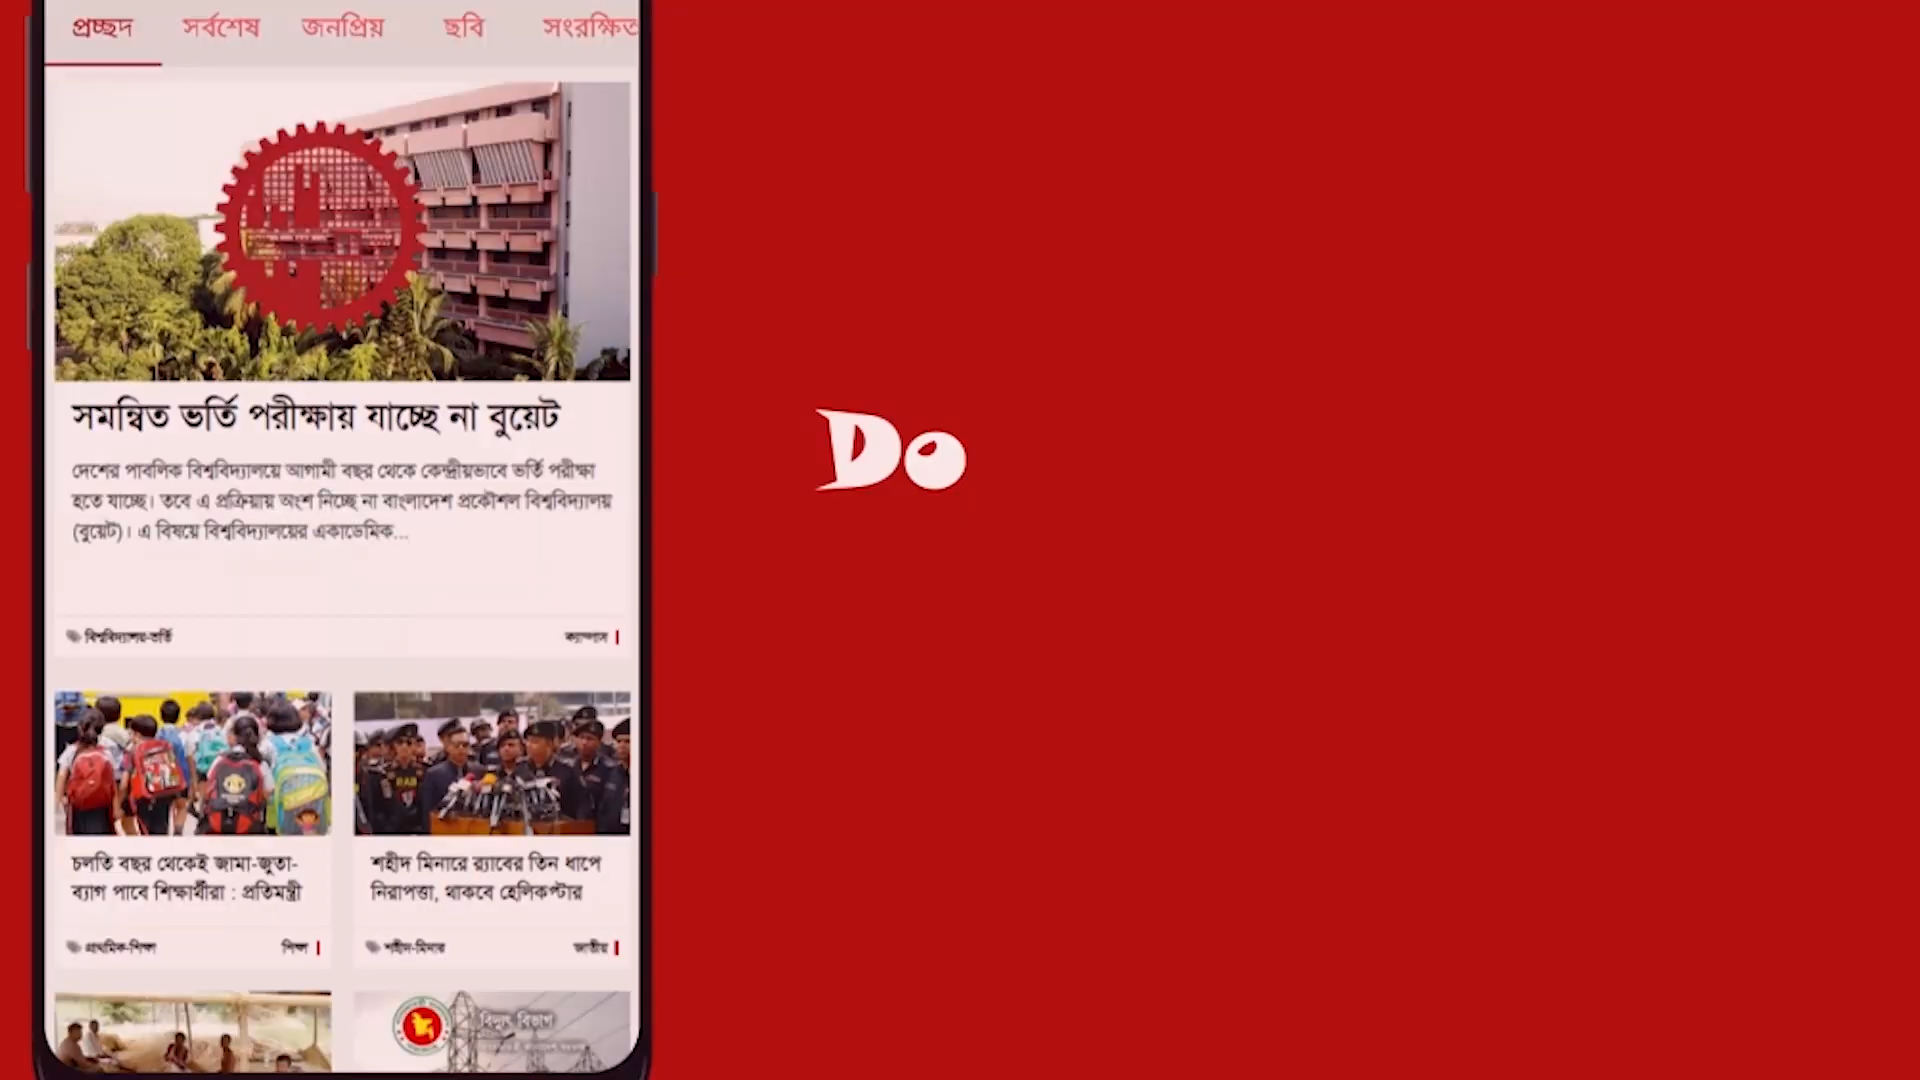 প্রচ্ছদ সর্বশেষ জনপ্রিয় ছবি সংরক্ষিত
সমন্বিত ভর্তি পরীক্ষায় যাচ্ছে না বুয়েট
দেশের পাবলিক বিশ্ববিদ্যালয়ে আগামী বছর থেকে কেন্দ্রীয়ভাবে ভর্তি পরীক্ষা
হতে যাচ্ছে। তবে এ প্রক্রিয়ায় অংশ নিচ্ছে না বাংলাদেশ প্রকৌশল বিশ্ববিদ্যালয়
(বুয়েট)। এ বিষয়ে বিশ্ববিদ্যালয়ের একাডেমিক...
বিশ্ববিদ্যালয়-ভর্তি ক্যাম্পাস
চলতি বছর থেকেই জামা-জুতা-
ব্যাগ পাবে শিক্ষার্থীরা : প্রতিমন্ত্রী
প্রাথমিক-শিক্ষা শিক্ষা
RAB
শহীদ মিনারে র‍্যাবের তিন ধাপে
নিরাপত্তা, থাকবে হেলিকপ্টার
শহীদ-মিনার জাতীয়
বিদ্যুৎ বিভাগ
Do